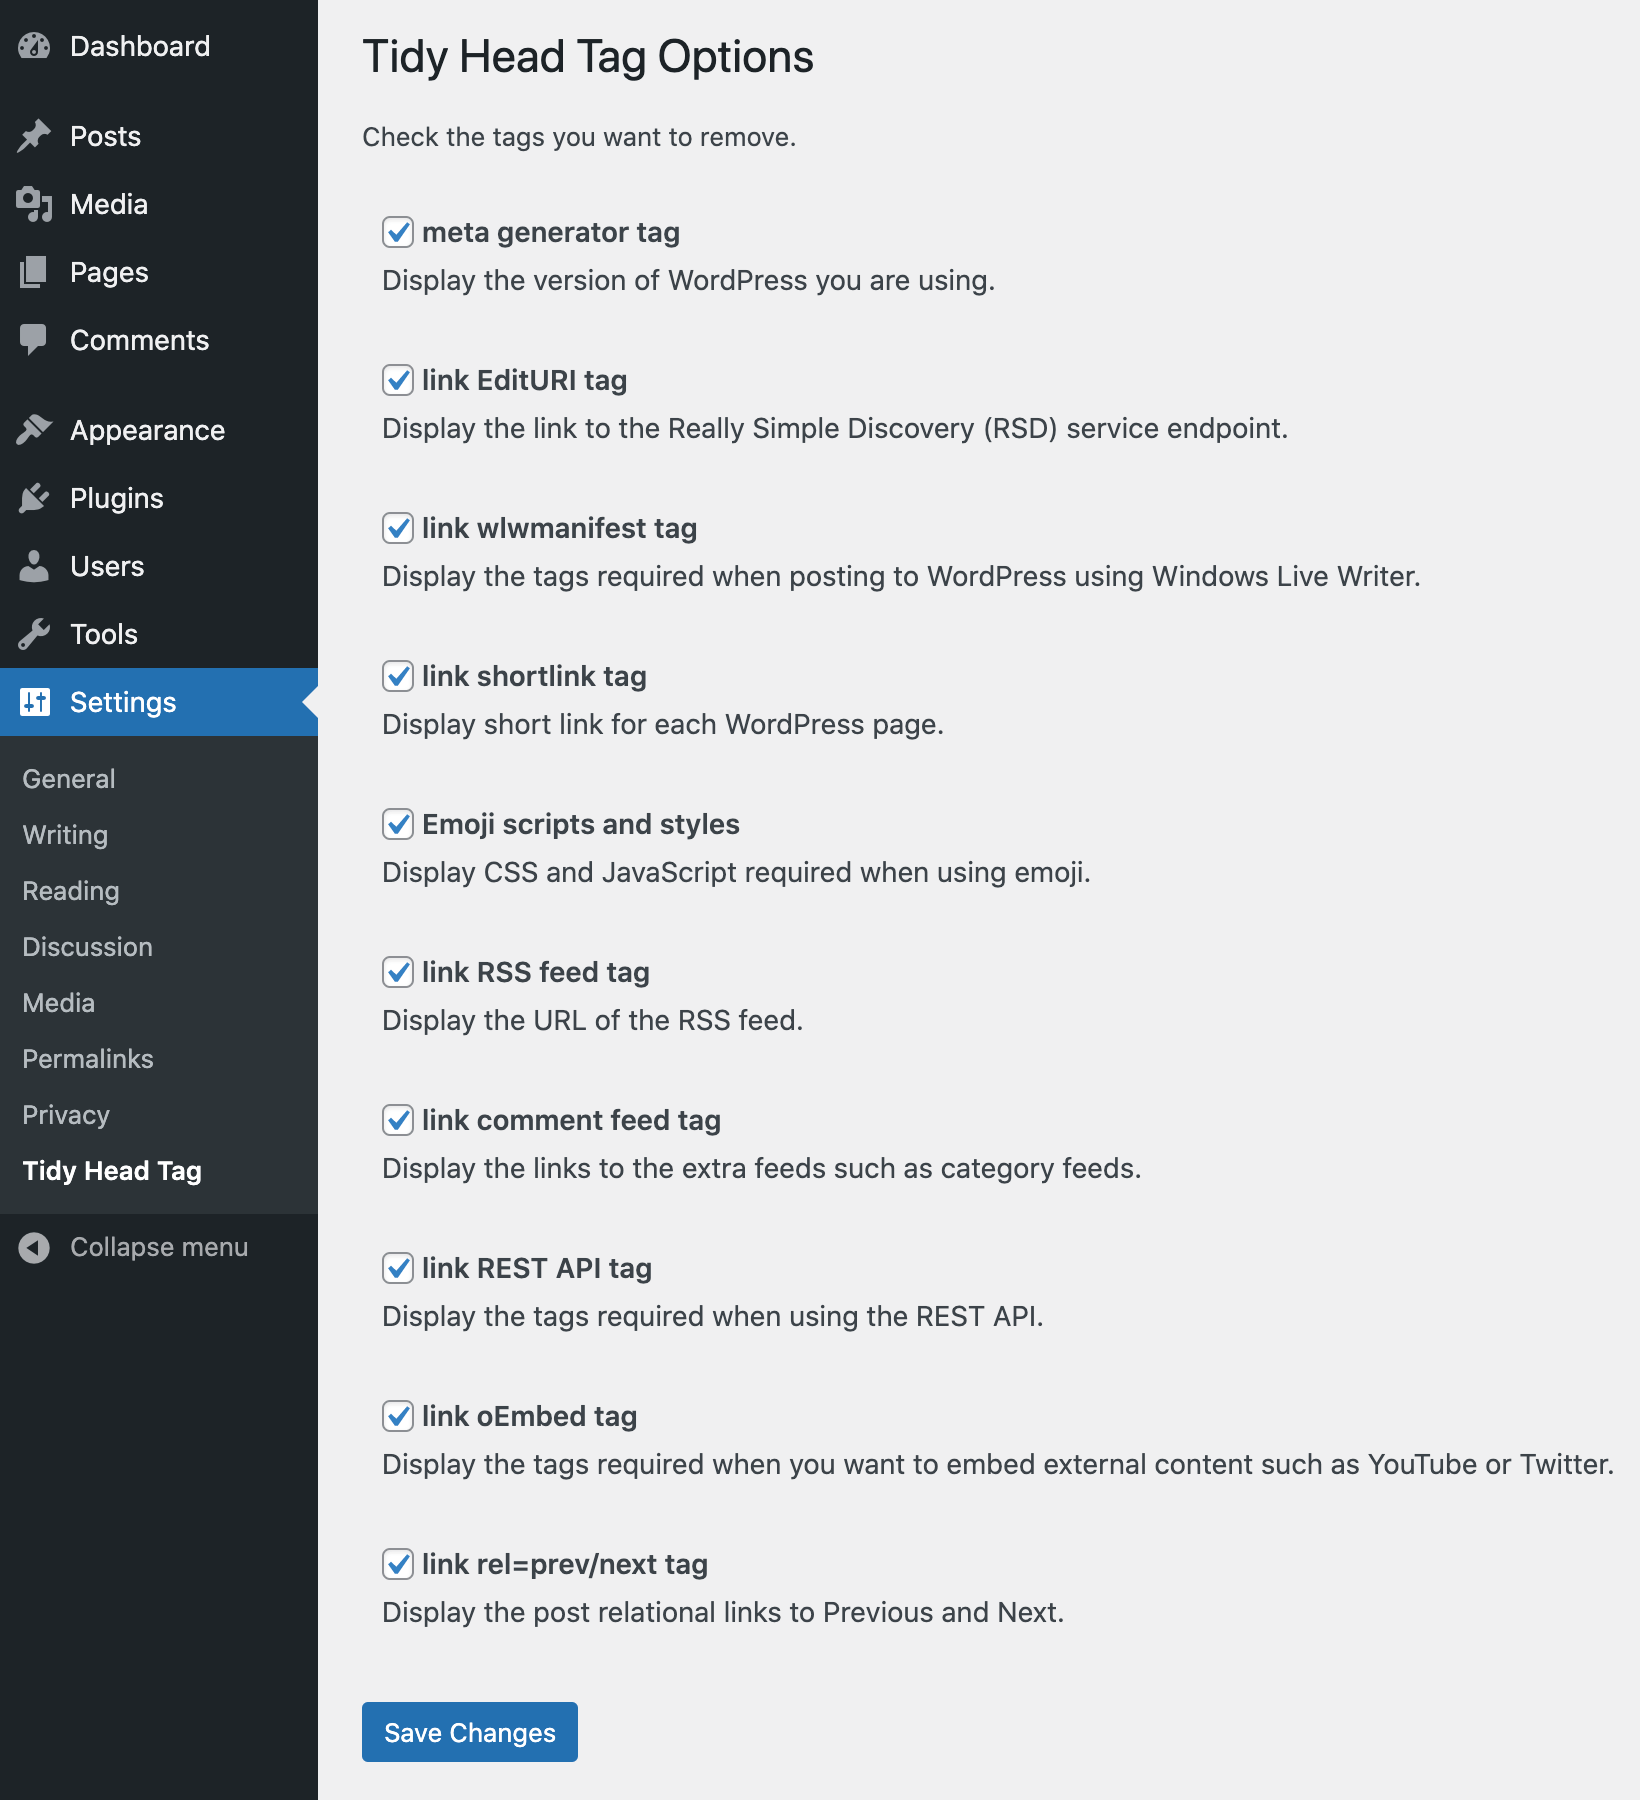 Dashboard
Posts
Media
Pages
Comments
Appearance
Plugins
Users
Tools
Settings
General
Writing
Reading
Discussion
Media
Permalinks
Privacy
Tidy Head Tag
Collapse menu
Tidy Head Tag Options
Check the tags you want to remove.
meta generator tag
Display the version of WordPress you are using.
link EditURI tag
Display the link to the Really Simple Discovery (RSD) service endpoint.
link wlwmanifest tag
Display the tags required when posting to WordPress using Windows Live Writer.
link shortlink tag
Display short link for each WordPress page.
Emoji scripts and styles
Display CSS and JavaScript required when using emoji.
link RSS feed tag
Display the URL of the RSS feed.
link comment feed tag
Display the links to the extra feeds such as category feeds.
link REST API tag
Display the tags required when using the REST API.
link oEmbed tag
Display the tags required when you want to embed external content such as YouTube or Twitter.
link rel=prev/next tag
Display the post relational links to Previous and Next.
Save Changes